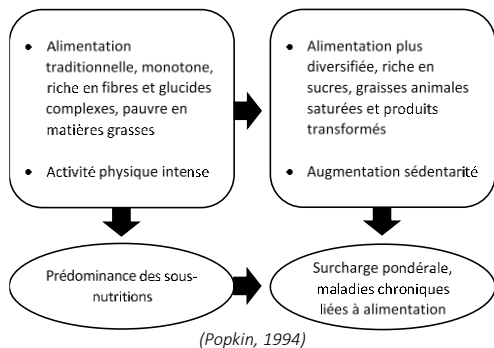 • Alimentation
traditionnelle, monotone,
riche en fibres et glucides
complexes, pauvre en
matières grasses
• Activité physique intense
• Alimentation plus
diversifiée, riche en
sucres, graisses animales
saturées et produits
transformés
• Augmentation sédentarité
Prédominance des sous-
nutritions
Surcharge pondérale,
maladies chroniques
liées à alimentation
(Popkin, 1994)